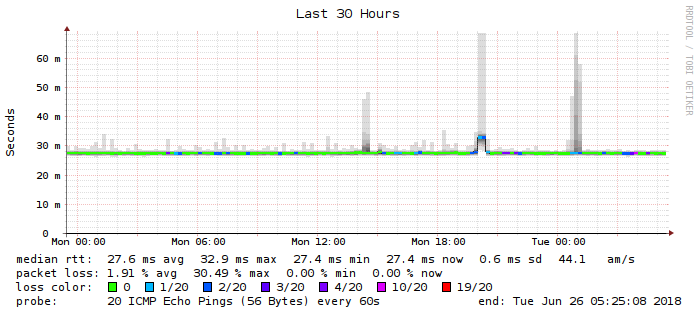 Last 30 Hours
RRDTOOL / TOBI OETIKER
Seconds
60 m
50 m
40 m
30 m
20 m
10 m
0
Mon 00:00 Mon 06:00 Mon 12:00 Mon 18:00 Tue 00:00
median rtt: 27.6 ms avg 32.9 ms max 27.4 ms min 27.4 ms now 0.6 ms sd 44.1 am/s
packet loss: 1.91 % avg 30.49 % max 0.00 % min 0.00 % now
loss color: 0 1/20 2/20 3/20 4/20 10/20 19/20
probe: 20 ICMP Echo Pings (56 Bytes) every 60s end: Tue Jun 26 05:25:08 2018